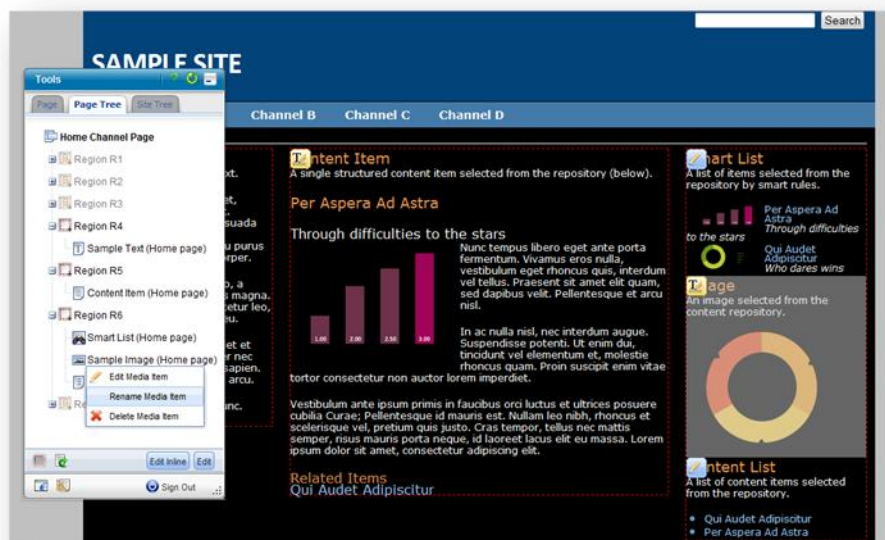 Search
SAMPLE SITE
Tools
Page
Page Tree
Site Tree
Channel B
Channel C
Channel D
Home Channel Page
Region R1
Region R2
Region R3
Region R4
Sample Text (Home page)
Region R5
Content Item (Home page)
Region R6
Smart List (Home page)
Sample Image (Home page)
Edit Media Item
Rename Media Item
Delete Media Item
Edit Inline
Edit
Sign Out
ntent Item
A single structured content item selected from the repository (below).
Per Aspera Ad Astra
Through difficulties to the stars
Nunc tempus libero eget ante porta
fermentum. Vivamus eros nulla,
vestibulum eget rhoncus quis, interdum
vel tellus. Praesent sit amet elit quam,
sed dapibus velit. Pellentesque et arcu
nisl.
1.00
2.00
2.50
3.00
In ac nulla nisl, nec interdum augue.
Suspendisse potenti. Ut enim dui,
tincidunt vel elementum et, molestie
rhoncus quam. Proin suscipit enim vitae
tortor consectetur non auctor lorem imperdiet.
Vestibulum ante ipsum primis in faucibus orci luctus et ultrices posuere
cubilia Curae; Pellentesque id mauris est. Nullam leo nibh, rhoncus et
scelerisque vel, pretium quis justo. Cras tempor, tellus nec mattis
semper, risus mauris porta neque, id laoreet lacus elit eu massa. Lorem
ipsum dolor sit amet, consectetur adipiscing elit.
Related Items
Qui Audet Adipiscitur
mart List
A list of items selected from the
repository by smart rules.
Per Aspera Ad
Astra
Through difficulties
to the stars
Qui Audet
Adipiscitur
Who dares wins
age
An image selected from the
content repository.
ntent List
A list of content items selected
from the repository.
Qui Audet Adipiscitur
Per Aspera Ad Astra